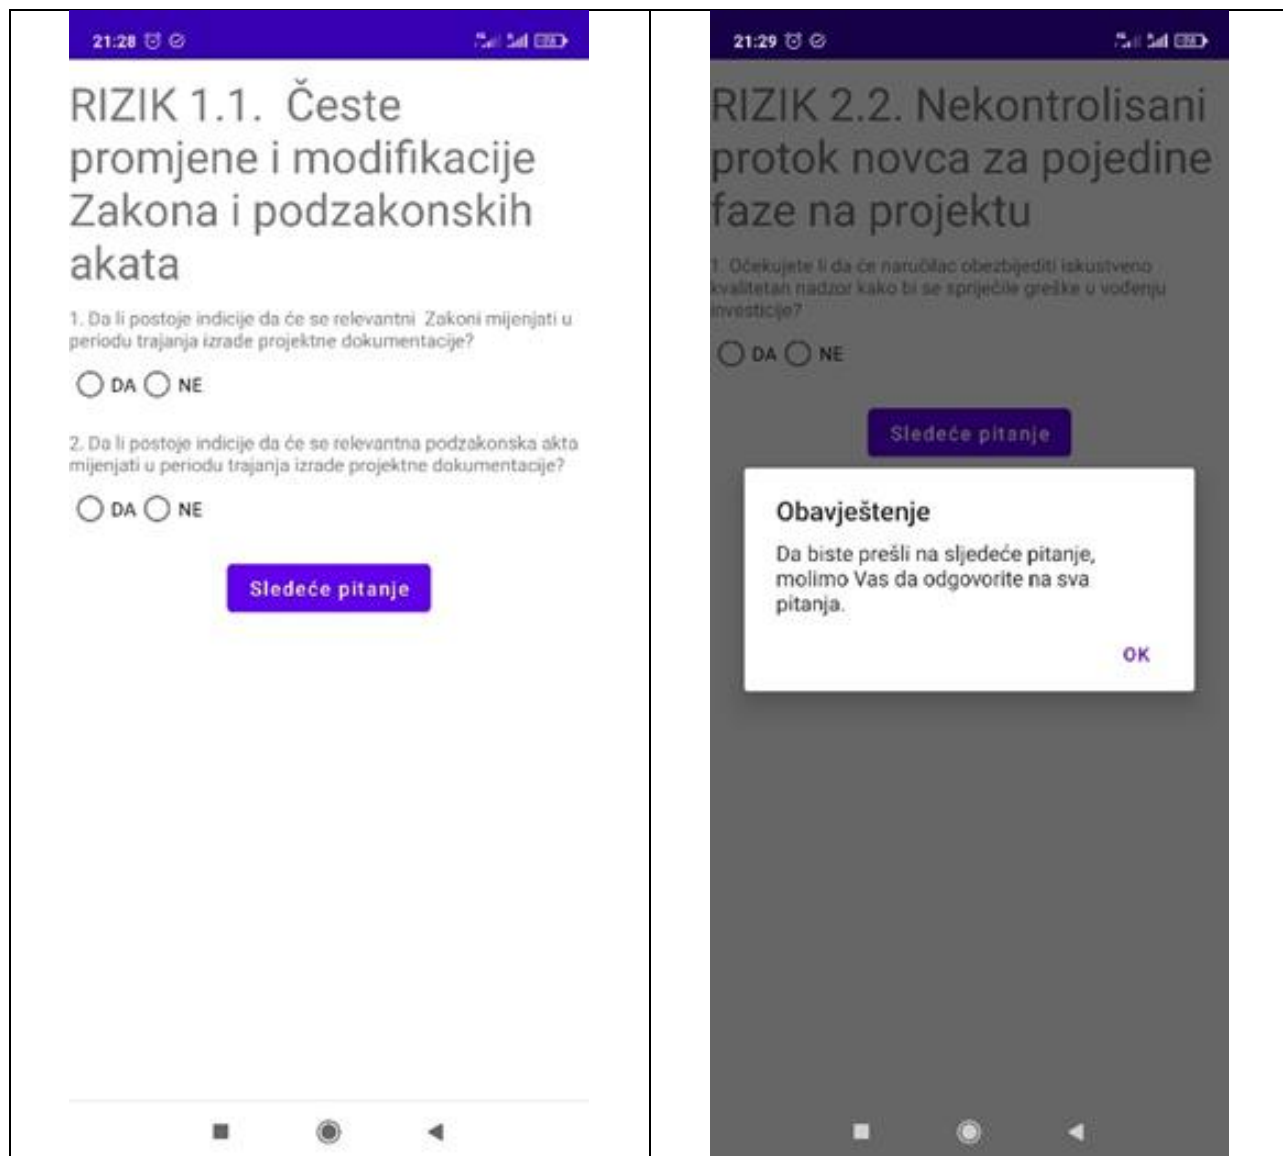 21:28
RIZIK 1.1.  Česte
promjene i modifikacije
Zakona i podzakonskih
akata
1. Da li postoje indicije da će se relevantni  Zakoni mijenjati u
periodu trajanja izrade projektne dokumentacije?
DA NE
2. Da li postoje indicije da će se relevantna podzakonska akta
mijenjati u periodu trajanja izrade projektne dokumentacije?
DA NE
Sledeće pitanje
21:29
RIZIK 2.2. Nekontrolisani
protok novca za pojedine
faze na projektu
1. Očekujete li da će naručilac obezbijediti iskustveno
kvalitetan nadzor kako bi se spriječile greške u vođenju
investicije?
DA NE
Sledeće pitanje
Obavještenje
Da biste prešli na sljedeće pitanje,
molimo Vas da odgovorite na sva
pitanja.
OK